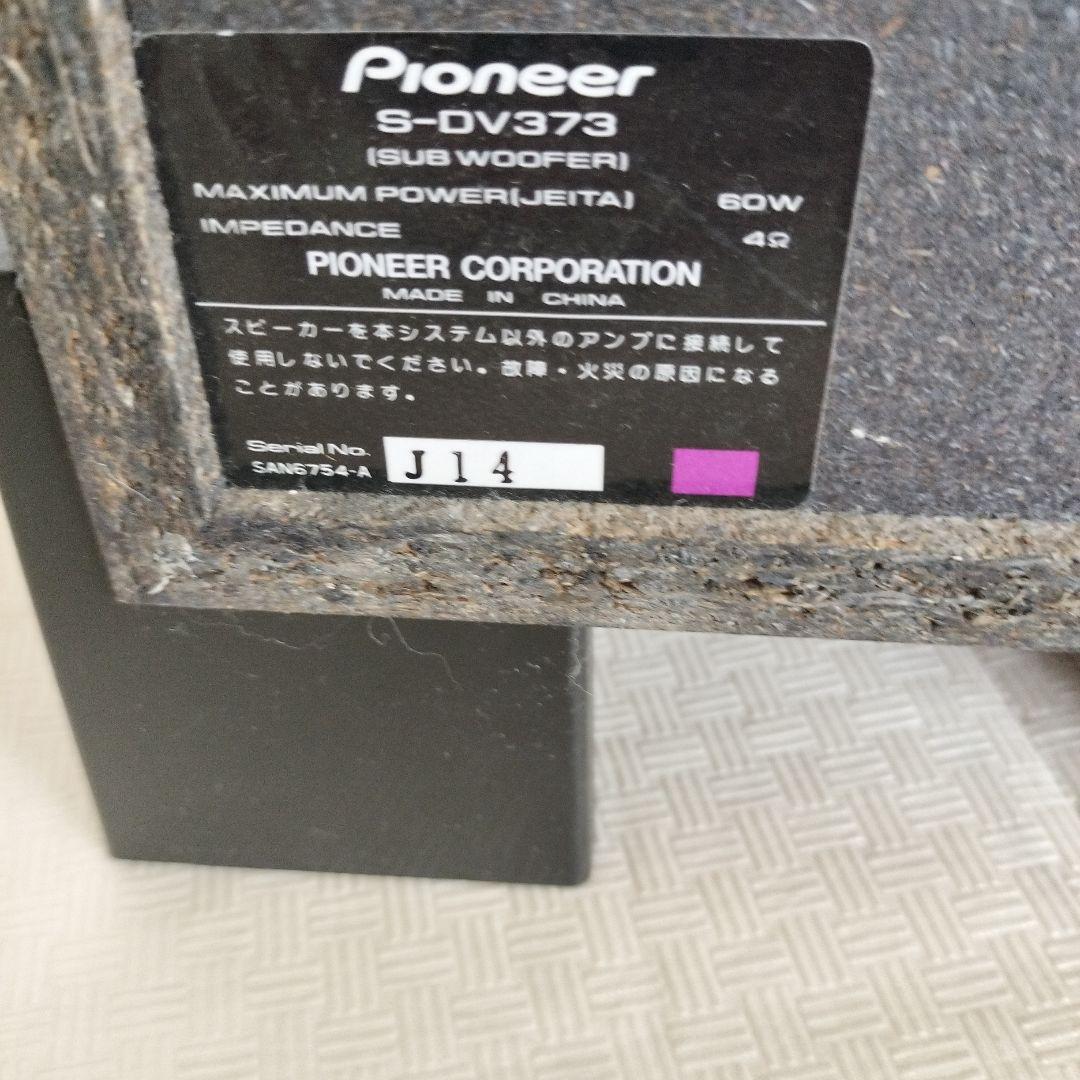 Pioneer
S-DV373
(SUB WOOFER)
MAXIMUM POWER(JEITA) 60W
IMPEDANCE 4Ω
PIONEER CORPORATION
MADE IN CHINA
スピーカーを本システム以外のアンプに接続して
使用しないでください。故障・火災の原因になる
ことがあります。
Serial No.
SAN6754-A J14